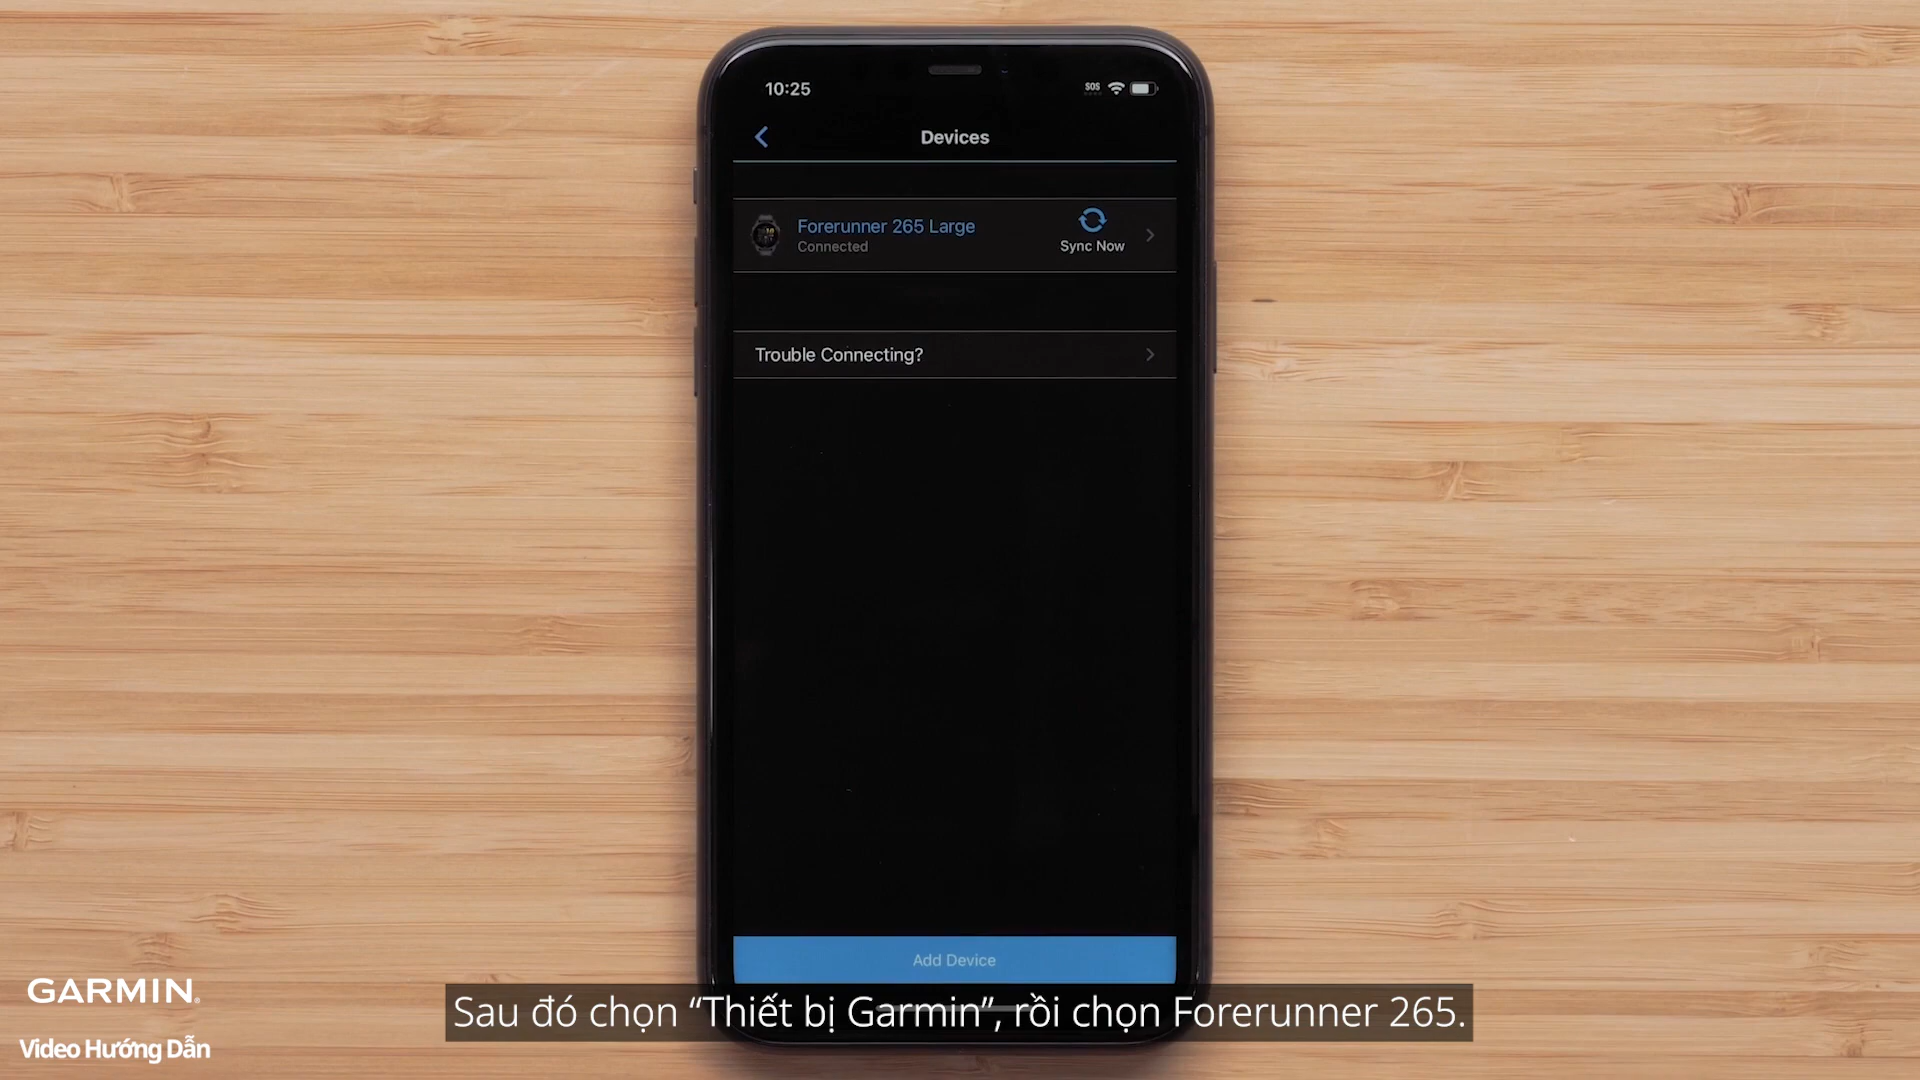 10:25
SOS
Devices
Forerunner 265 Large
Connected
Sync Now
Trouble Connecting?
Add Device
GARMIN
Video Hướng Dẫn
Sau đó chọn “Thiết bị Garmin”, rồi chọn Forerunner 265.